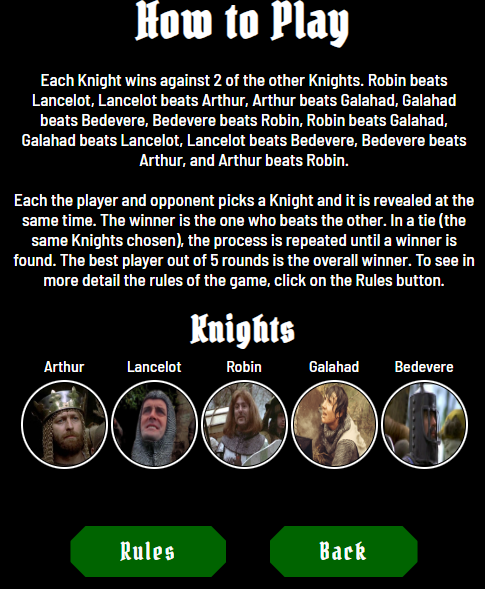 How to Play
Each Knight wins against 2 of the other Knights. Robin beats
Lancelot, Lancelot beats Arthur, Arthur beats Galahad, Galahad
beats Bedevere, Bedevere beats Robin, Robin beats Galahad,
Galahad beats Lancelot, Lancelot beats Bedevere, Bedevere beats
Arthur, and Arthur beats Robin.
Each the player and opponent picks a Knight and it is revealed at the
same time. The winner is the one who beats the other. In a tie (the
same Knights chosen), the process is repeated until a winner is
found. The best player out of 5 rounds is the overall winner. To see in
more detail the rules of the game, click on the Rules button.
Knights
Arthur Lancelot Robin Galahad Bedevere
Rules Back